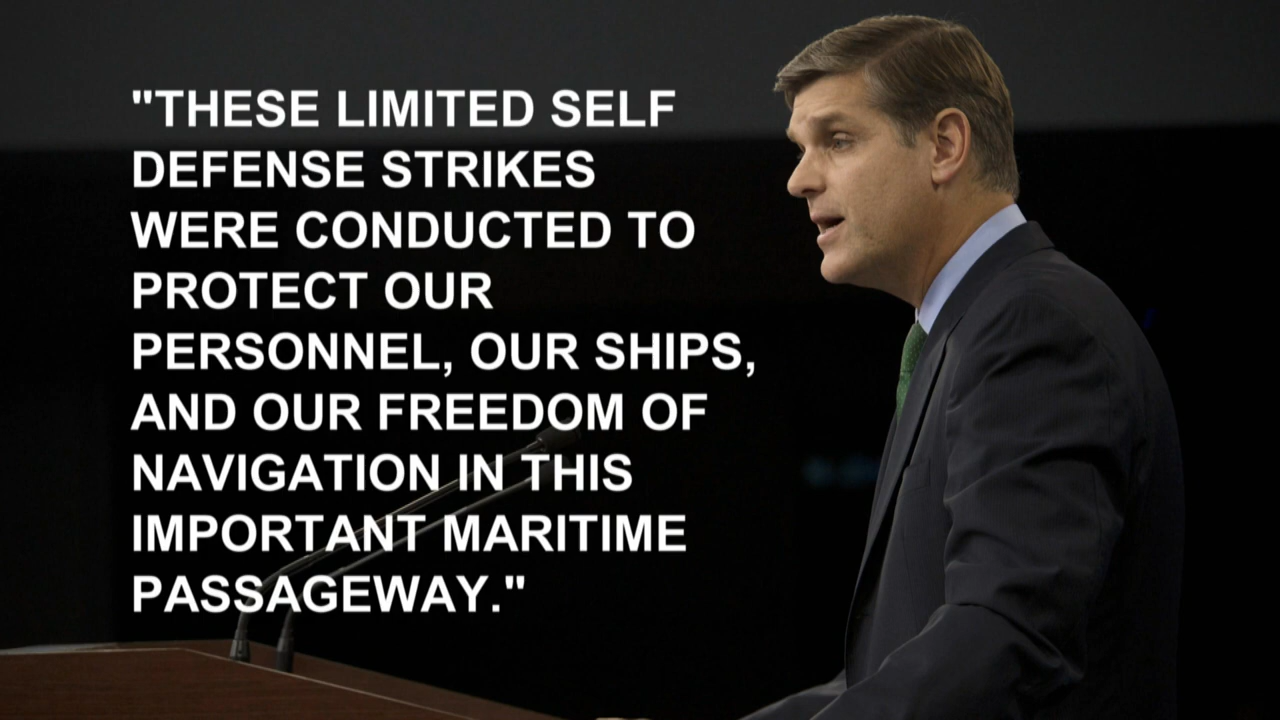 "THESE LIMITED SELF
DEFENSE STRIKES
WERE CONDUCTED TO
PROTECT OUR
PERSONNEL, OUR SHIPS,
AND OUR FREEDOM OF
NAVIGATION IN THIS
IMPORTANT MARITIME
PASSAGEWAY."